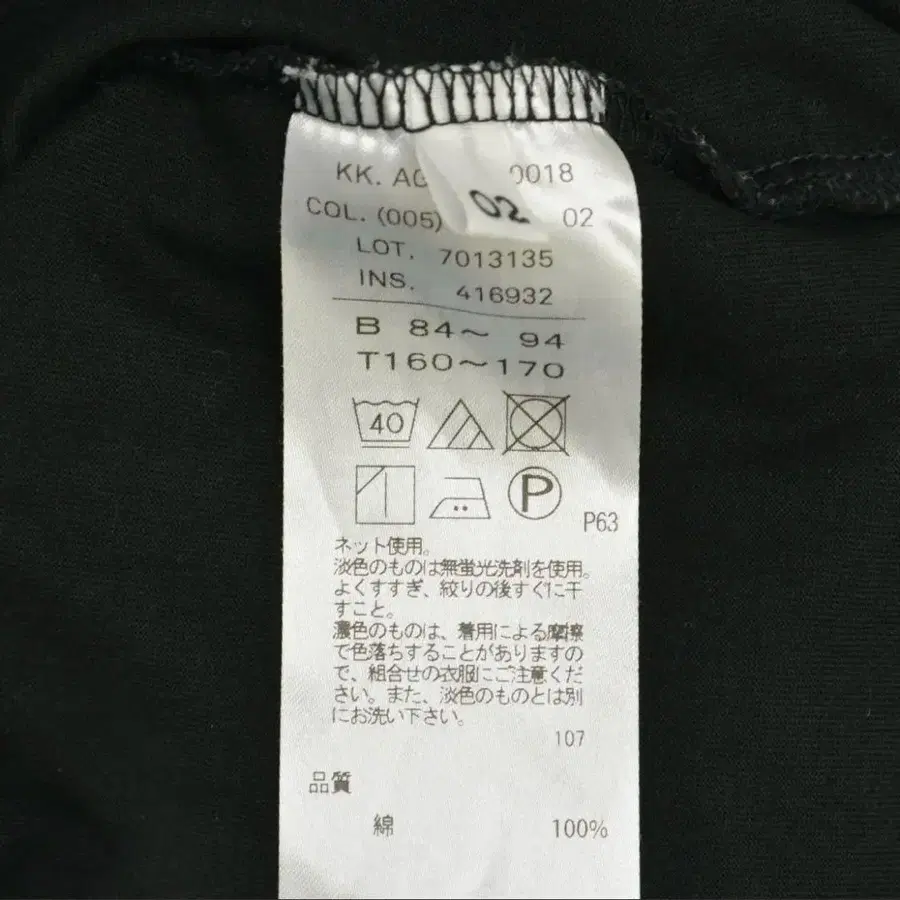 KK. AG 0018
02
COL. (005) 02
LOT. 7013135
INS. 416932
B 84〜 94
T160〜170
40
P
P63
ネット使用。
淡色のものは無蛍光洗剤を使用。
よくすすぎ、絞りの後すぐに干
すこと。
濃色のものは、着用による摩擦
で色落ちすることがありますの
で、組合せの衣服にご注意くだ
さい。また、淡色のものとは別
にお洗い下さい。
107
品質
綿 100%